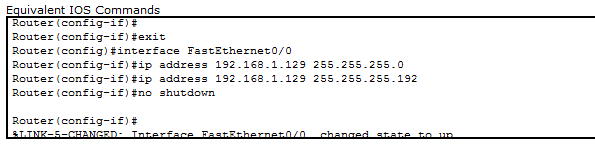 Equivalent IOS Commands
Router(config-if)#
Router(config-if)#exit
Router(config)#interface FastEthernet0/0
Router(config-if)#ip address 192.168.1.129 255.255.255.0
Router(config-if)#ip address 192.168.1.129 255.255.255.192
Router(config-if)#no shutdown
Router(config-if)#
%LINK-5-CHANGED: Interface FastEthernet0/0, changed state to up